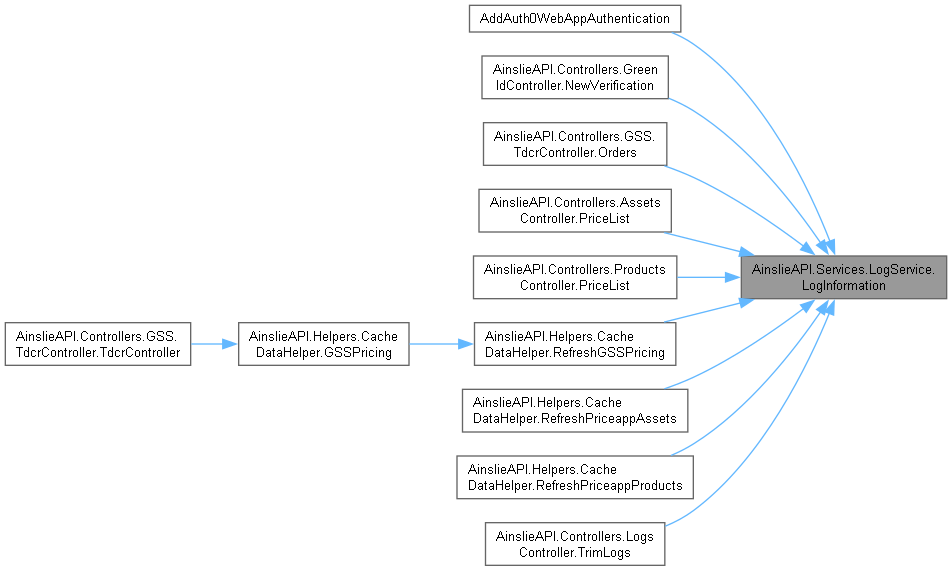 AddAuth0WebAppAuthentication
AinslieAPI.Controllers.Green
IdController.NewVerification
AinslieAPI.Controllers.GSS.
TdcrController.Orders
AinslieAPI.Controllers.Assets
Controller.PriceList
AinslieAPI.Services.LogService.
LogInformation
AinslieAPI.Controllers.Products
Controller.PriceList
AinslieAPI.Controllers.GSS.
TdcrController.TdcrController
AinslieAPI.Helpers.Cache
DataHelper.GSSPricing
AinslieAPI.Helpers.Cache
DataHelper.RefreshGSSPricing
AinslieAPI.Helpers.Cache
DataHelper.RefreshPriceappAssets
AinslieAPI.Helpers.Cache
DataHelper.RefreshPriceappProducts
AinslieAPI.Controllers.Logs
Controller.TrimLogs